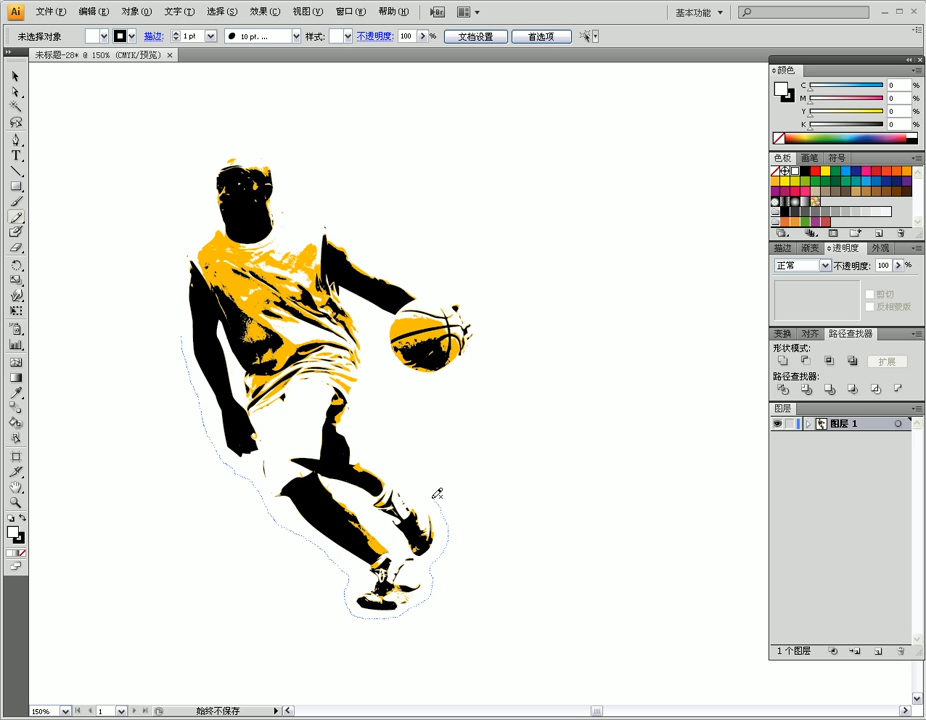 Ai 文件(F) 编辑(E) 对象(O) 文字(T) 选择(S) 效果(C) 视图(V) 窗口(W) 帮助(H) Br 基本功能
未选择对象 描边: 1 pt 10 pt. ... 样式: 不透明度: 100 % 文档设置 首选项
未标题-28* @ 150% (CMYK/预览) ×
颜色
C 0 %
M 0 %
Y 0 %
K 0 %
色板 画笔 符号
描边 渐变 透明度 外观
正常 不透明度: 100 %
剪切
反相蒙版
变换 对齐 路径查找器
形状模式:
扩展
路径查找器:
图层
图层 1
1 个图层
150% 1 始终不保存